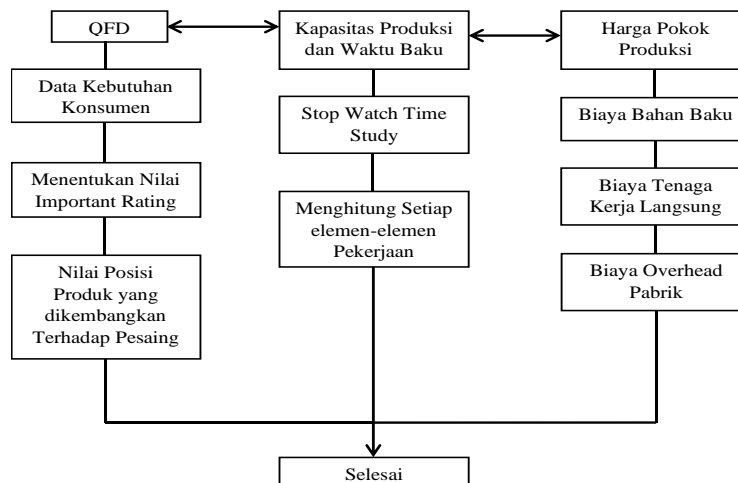 QFD
Data Kebutuhan
Konsumen
Menentukan Nilai
Important Rating
Nilai Posisi
Produk yang
dikembangkan
Terhadap Pesaing
Kapasitas Produksi
dan Waktu Baku
Stop Watch Time
Study
Menghitung Setiap
elemen-elemen
Pekerjaan
Harga Pokok
Produksi
Biaya Bahan Baku
Biaya Tenaga
Kerja Langsung
Biaya Overhead
Pabrik
Selesai